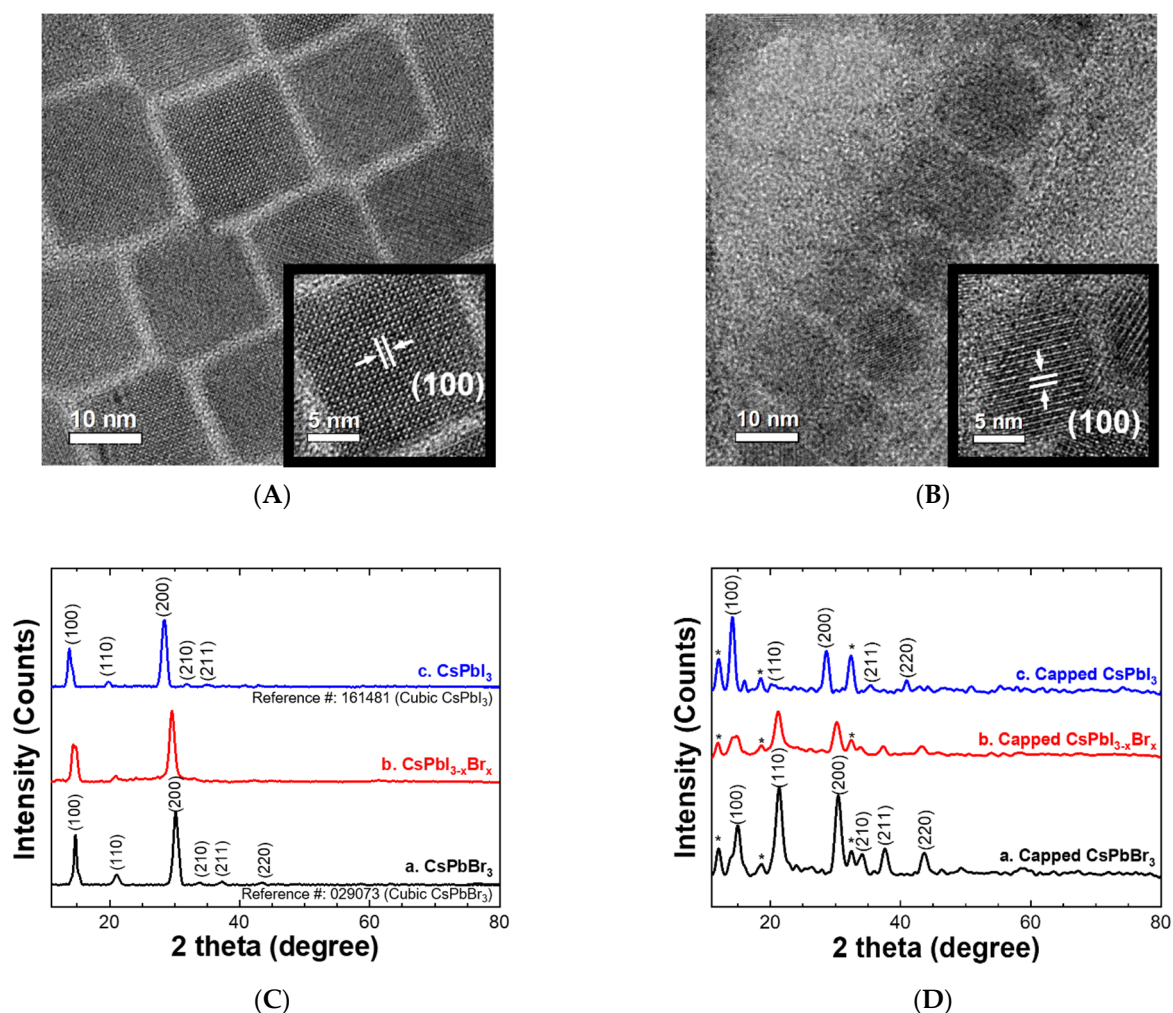 10 nm
5 nm
(100)
(A)
10 nm
5 nm
(100)
(B)
Intensity (Counts)
(100)
(110)
(200)
(210)
(211)
c. CsPbI3
Reference #: 161481 (Cubic CsPbI3)
b. CsPbI3-xBrx
(100)
(110)
(200)
(210)
(211)
(220)
a. CsPbBr3
Reference #: 029073 (Cubic CsPbBr3)
20
40
60
80
2 theta (degree)
(C)
Intensity (Counts)
*
(100)
*
(110)
(200)
*
(211)
(220)
c. Capped CsPbI3
*
*
*
b. Capped CsPbI3-xBrx
*
(100)
*
(110)
(200)
*
(210)
(211)
(220)
a. Capped CsPbBr3
20
40
60
80
2 theta (degree)
(D)